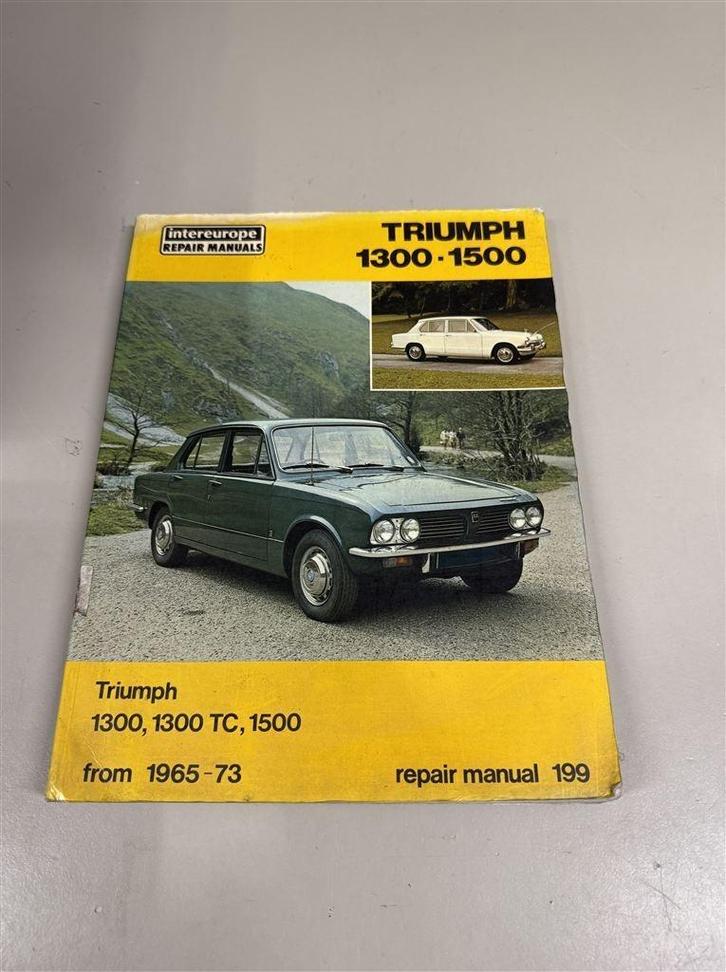 intereurope
REPAIR MANUALS
TRIUMPH
1300·1500
Triumph
1300, 1300 TC, 1500
from 1965-73
repair manual 199